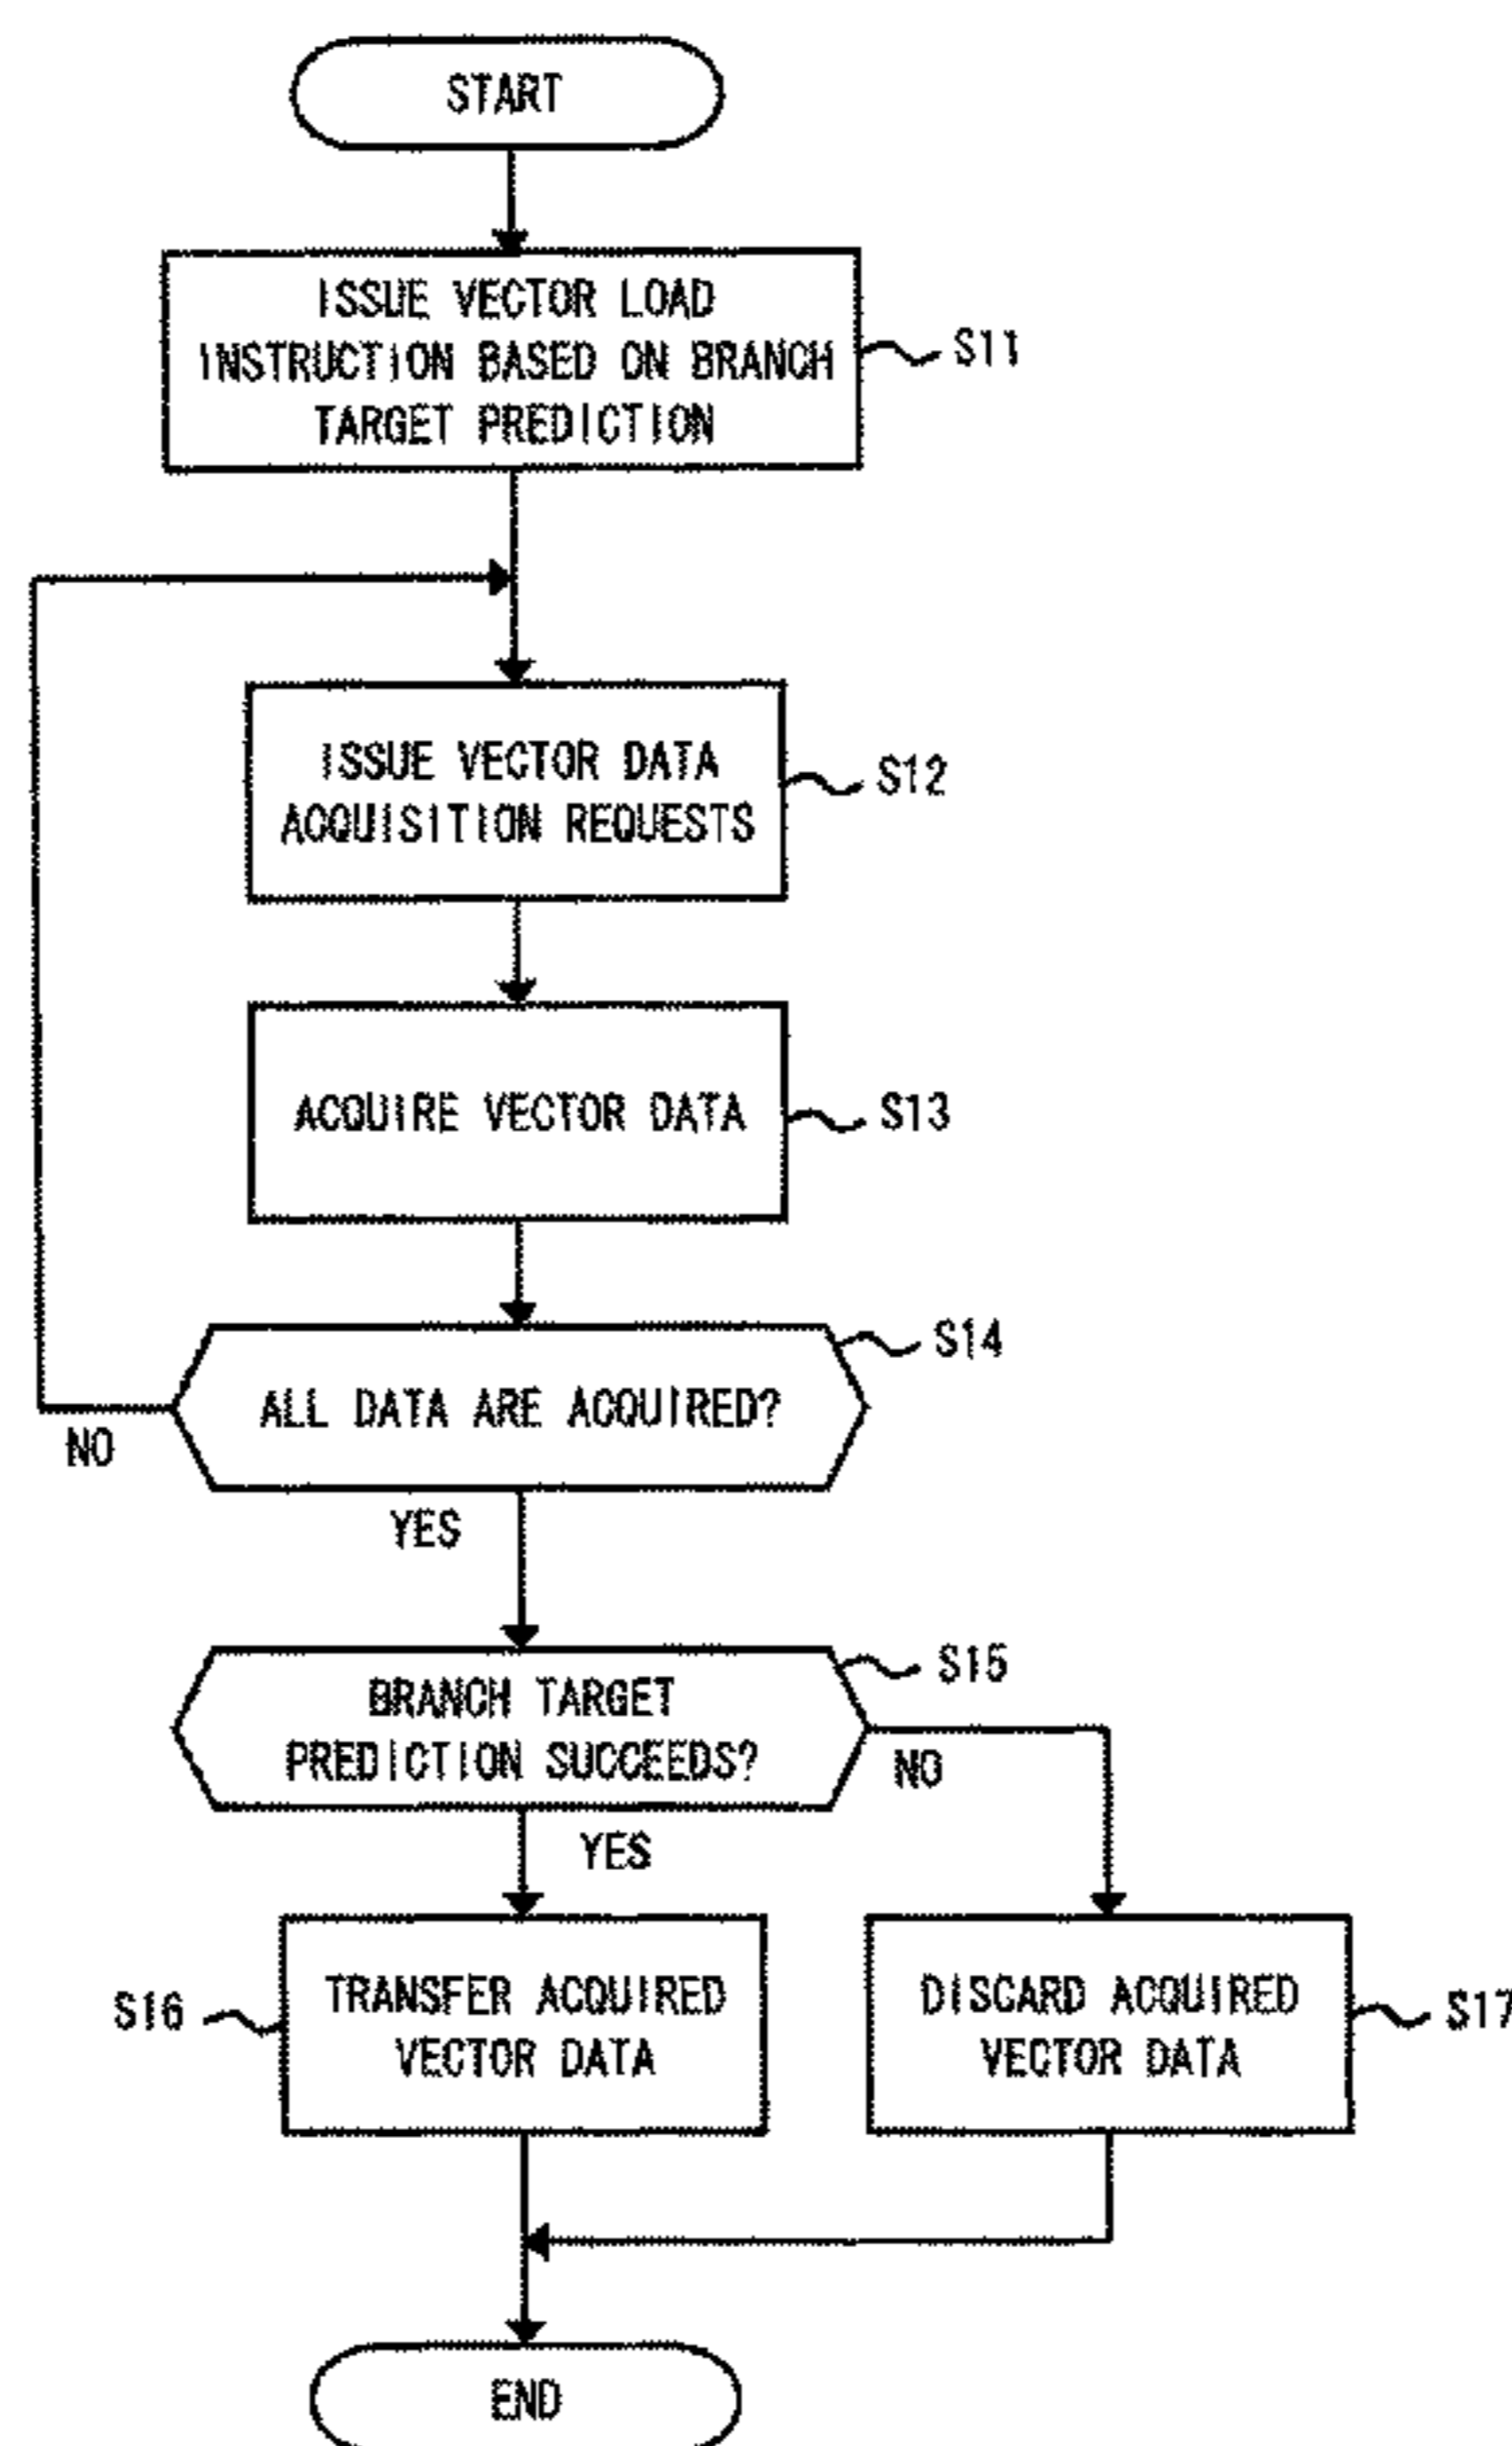 START
ISSUE VECTOR LOAD
INSTRUCTION BASED ON BRANCH
TARGET PREDICTION
S11
ISSUE VECTOR DATA
ACQUISITION REQUESTS
S12
ACQUIRE VECTOR DATA
S13
S14
ALL DATA ARE ACQUIRED?
NO
YES
S15
BRANCH TARGET
PREDICTION SUCCEEDS?
NO
YES
S16
TRANSFER ACQUIRED
VECTOR DATA
DISCARD ACQUIRED
VECTOR DATA
S17
END